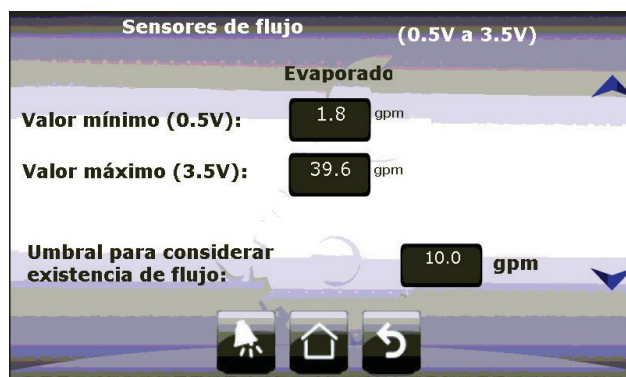 Sensores de flujo (0.5V a 3.5V)
Evaporado
Valor mínimo (0.5V): 1.8 gpm
Valor máximo (3.5V): 39.6 gpm
Umbral para considerar
existencia de flujo: 10.0 gpm